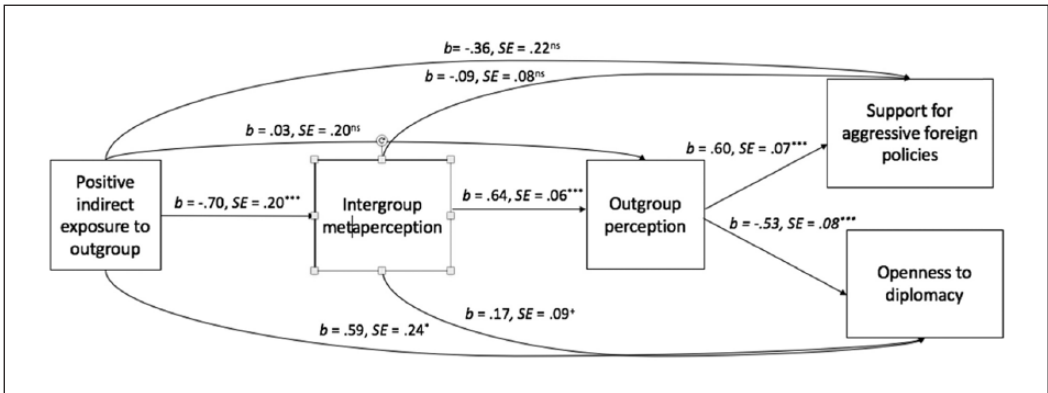 b= -.36, SE = .22ns
b = -.09, SE = .08ns
b = .03, SE = .20ns
Support for
aggressive foreign
policies
b = .60, SE = .07***
Positive
indirect
exposure to
outgroup
b = -.70, SE = .20***
Intergroup
metaperception
b = .64, SE = .06***
Outgroup
perception
b = -.53, SE = .08***
Openness to
diplomacy
b = .59, SE = .24*
b = .17, SE = .09+